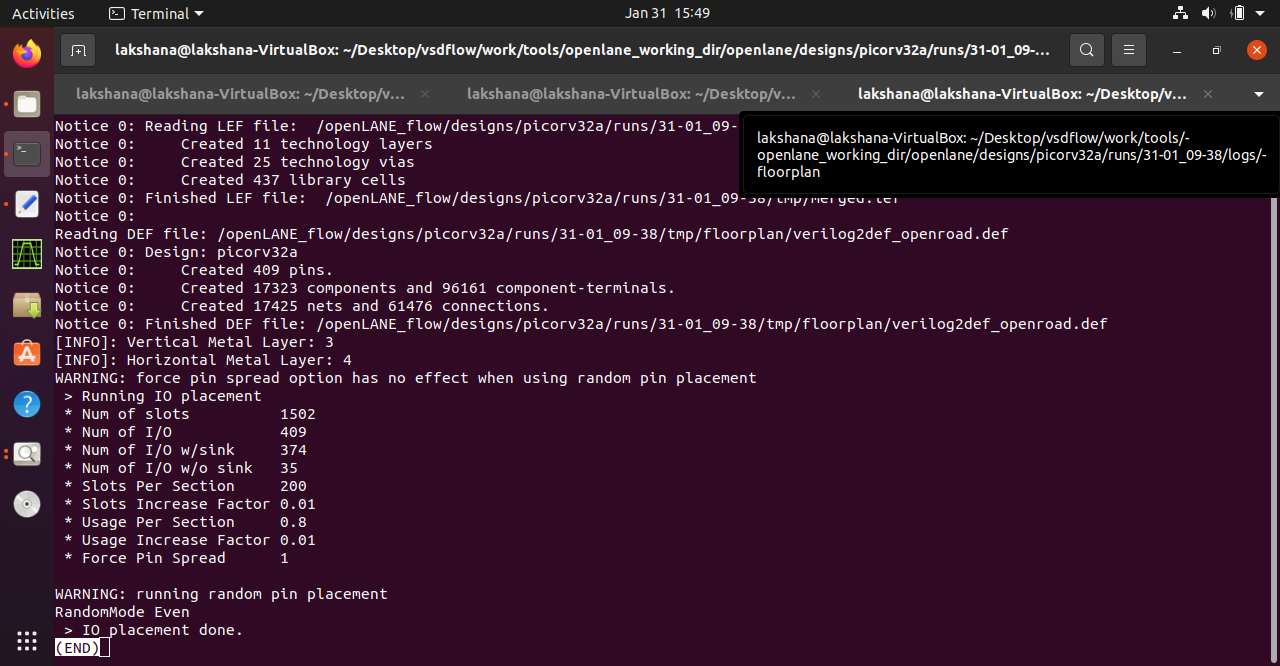 Activities
Terminal
Jan 31 15:49
lakshana@lakshana-VirtualBox: ~/Desktop/vsdflow/work/tools/openlane_working_dir/openlane/designs/picorv32a/runs/31-01_09-...
lakshana@lakshana-VirtualBox: ~/Desktop/v...
lakshana@lakshana-VirtualBox: ~/Desktop/v...
lakshana@lakshana-VirtualBox: ~/Desktop/v...
lakshana@lakshana-VirtualBox: ~/Desktop/vsdflow/work/tools/-
openlane_working_dir/openlane/designs/picorv32a/runs/31-01_09-38/logs/-
floorplan
Notice 0: Reading LEF file:  /openLANE_flow/designs/picorv32a/runs/31-01_09-
Notice 0:     Created 11 technology layers
Notice 0:     Created 25 technology vias
Notice 0:     Created 437 library cells
Notice 0: Finished LEF file:  /openLANE_flow/designs/picorv32a/runs/31-01_09-38/tmp/merged.lef
Notice 0:
Reading DEF file: /openLANE_flow/designs/picorv32a/runs/31-01_09-38/tmp/floorplan/verilog2def_openroad.def
Notice 0: Design: picorv32a
Notice 0:     Created 409 pins.
Notice 0:     Created 17323 components and 96161 component-terminals.
Notice 0:     Created 17425 nets and 61476 connections.
Notice 0: Finished DEF file: /openLANE_flow/designs/picorv32a/runs/31-01_09-38/tmp/floorplan/verilog2def_openroad.def
[INFO]: Vertical Metal Layer: 3
[INFO]: Horizontal Metal Layer: 4
WARNING: force pin spread option has no effect when using random pin placement
 > Running IO placement
 * Num of slots          1502
 * Num of I/O            409
 * Num of I/O w/sink     374
 * Num of I/O w/o sink   35
 * Slots Per Section     200
 * Slots Increase Factor 0.01
 * Usage Per Section     0.8
 * Usage Increase Factor 0.01
 * Force Pin Spread      1
WARNING: running random pin placement
RandomMode Even
 > IO placement done.
(END)